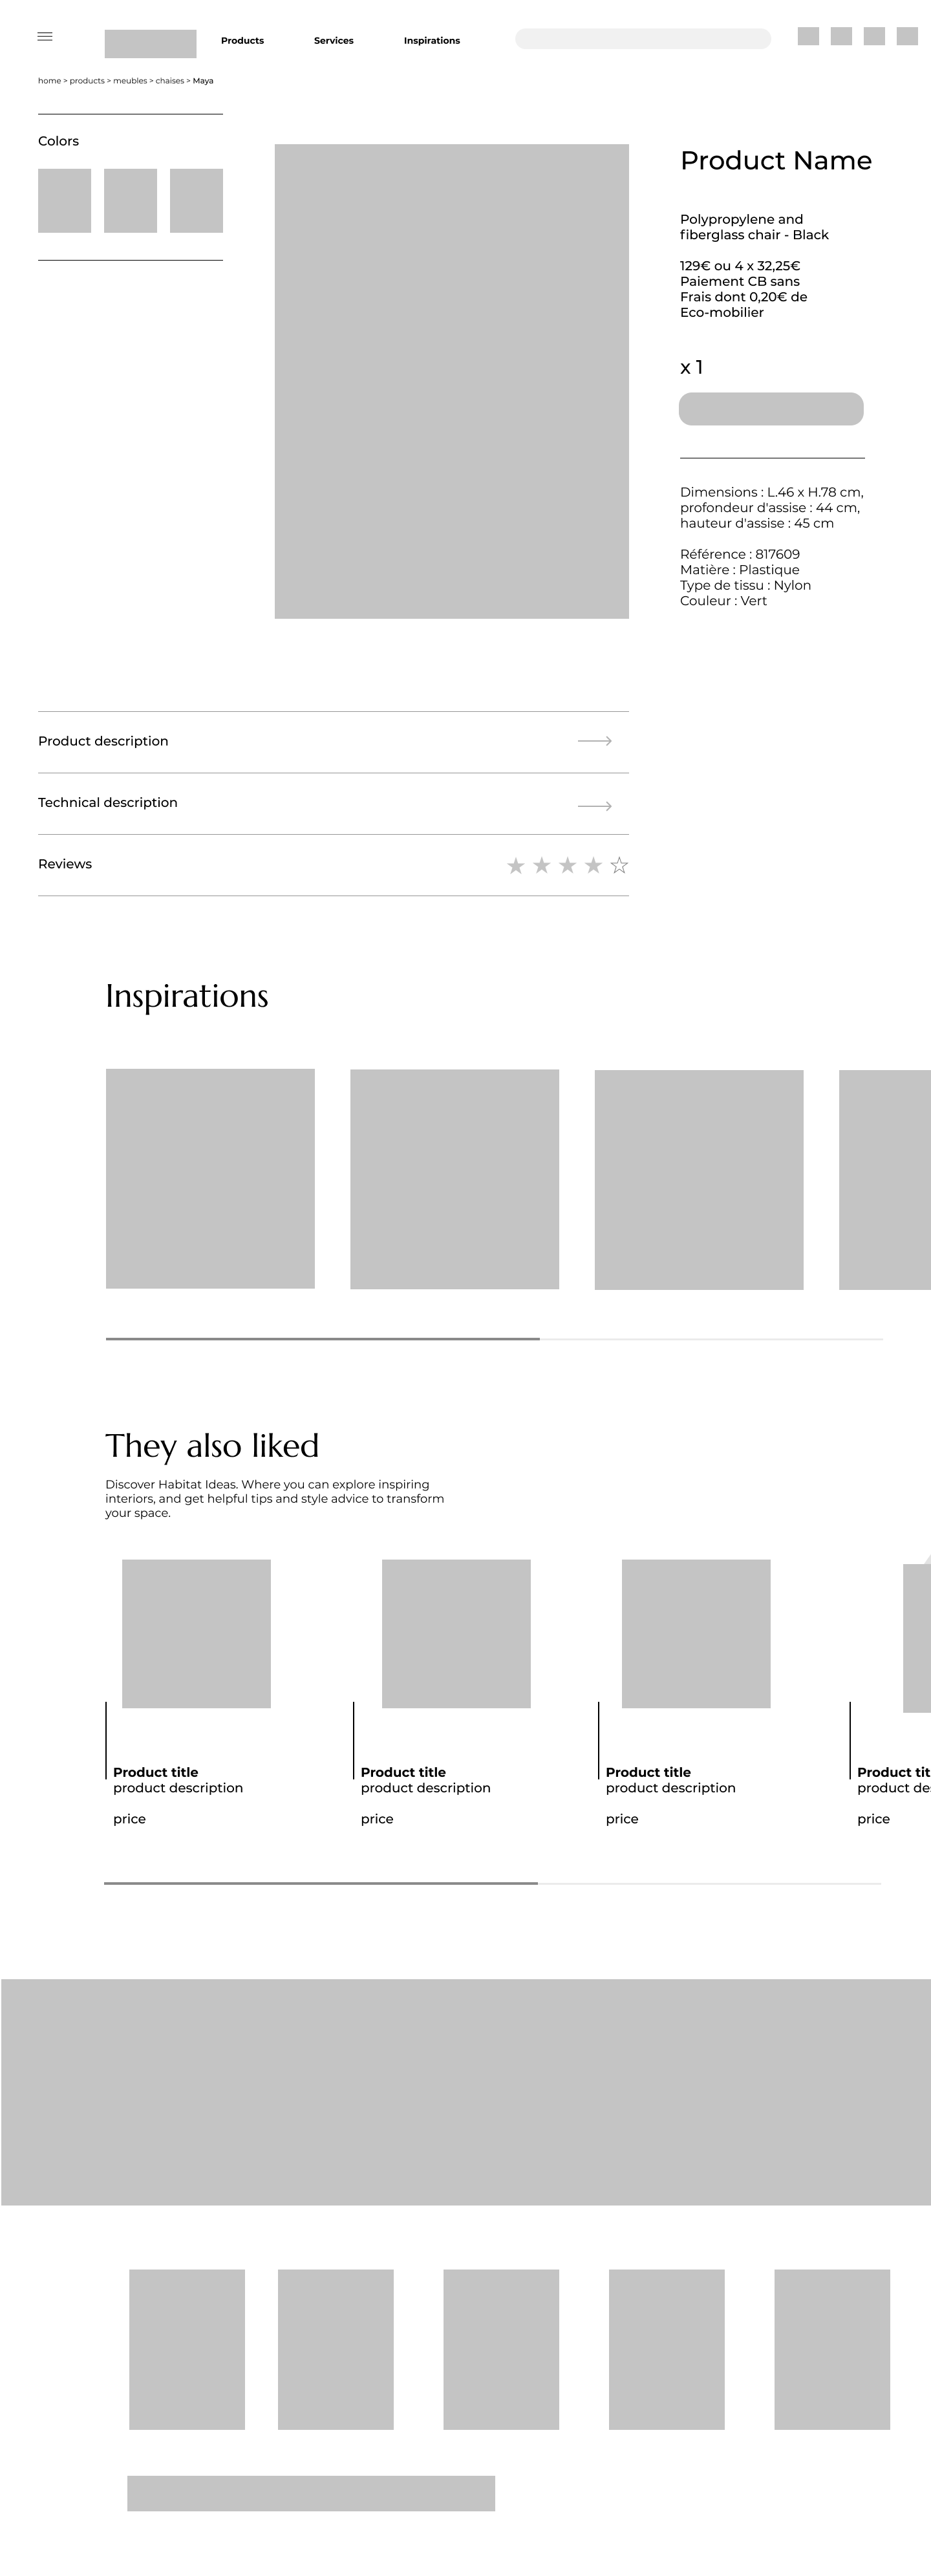 Products Services Inspirations
home > products > meubles > chaises > Maya
Colors
Product Name
Polypropylene and
fiberglass chair - Black
129€ ou 4 x 32,25€
Paiement CB sans
Frais dont 0,20€ de
Eco-mobilier
x 1
Dimensions : L.46 x H.78 cm,
profondeur d'assise : 44 cm,
hauteur d'assise : 45 cm
Référence : 817609
Matière : Plastique
Type de tissu : Nylon
Couleur : Vert
Product description
Technical description
Reviews
Inspirations
They also liked
Discover Habitat Ideas. Where you can explore inspiring
interiors, and get helpful tips and style advice to transform
your space.
Product title
product description
price
Product title
product description
price
Product title
product description
price
Product tit
product de
price